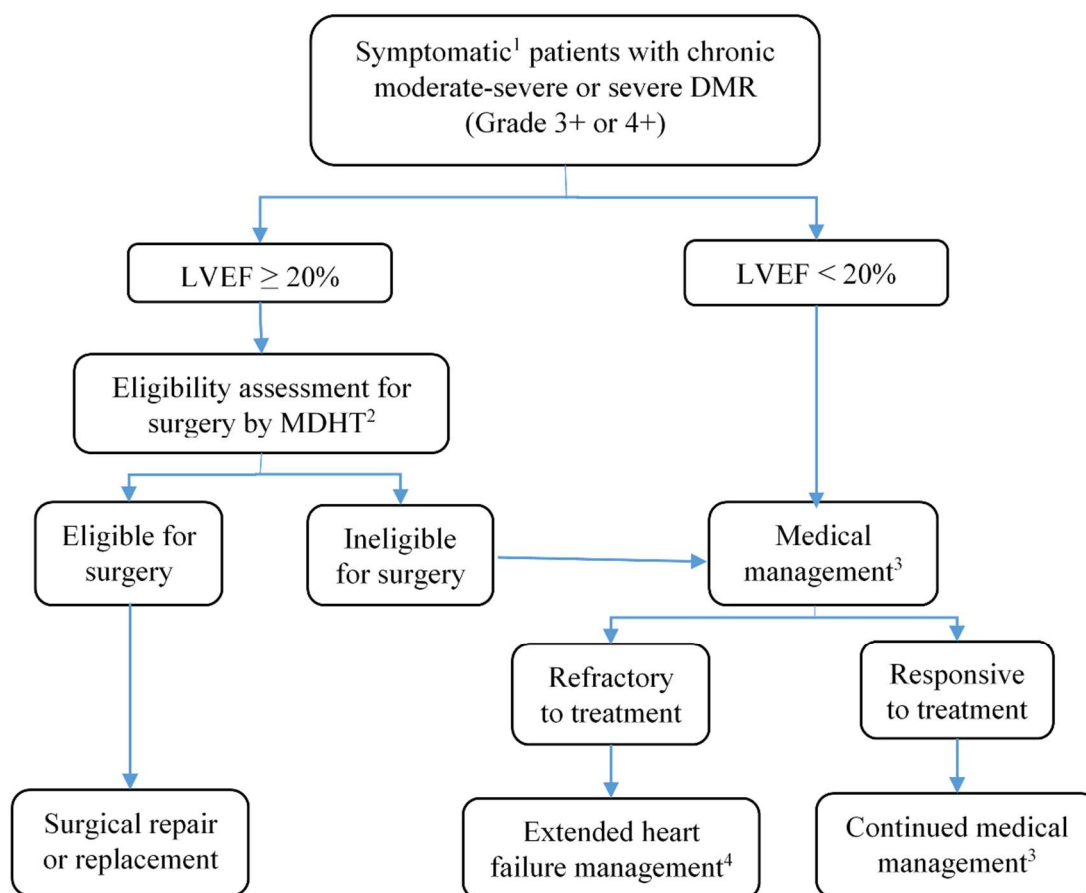 Symptomatic¹ patients with chronic
moderate-severe or severe DMR
(Grade 3+ or 4+)
LVEF ≥ 20%
LVEF < 20%
Eligibility assessment for
surgery by MDHT²
Eligible for
surgery
Ineligible
for surgery
Medical
management³
Refractory
to treatment
Responsive
to treatment
Surgical repair
or replacement
Extended heart
failure management⁴
Continued medical
management³